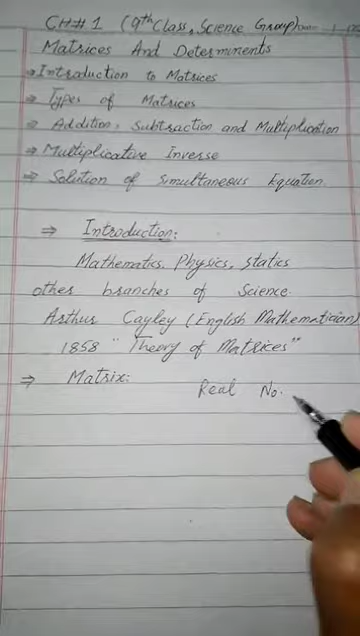 CH# 1 (9th Class, Science Group)
Matrices And Determinents
⇒ Introduction to Matrices
⇒ Types of Matrices
⇒ Addition, Subtraction and Multiplication
⇒ Multiplicative Inverse
⇒ Solution of Simultaneous Equation.
⇒ Introduction:
Mathematics, Physics, statics
other branches of Science.
Arthur Cayley (English Mathematician)
1858 "Theory of Matrices"
⇒ Matrix: Real No.